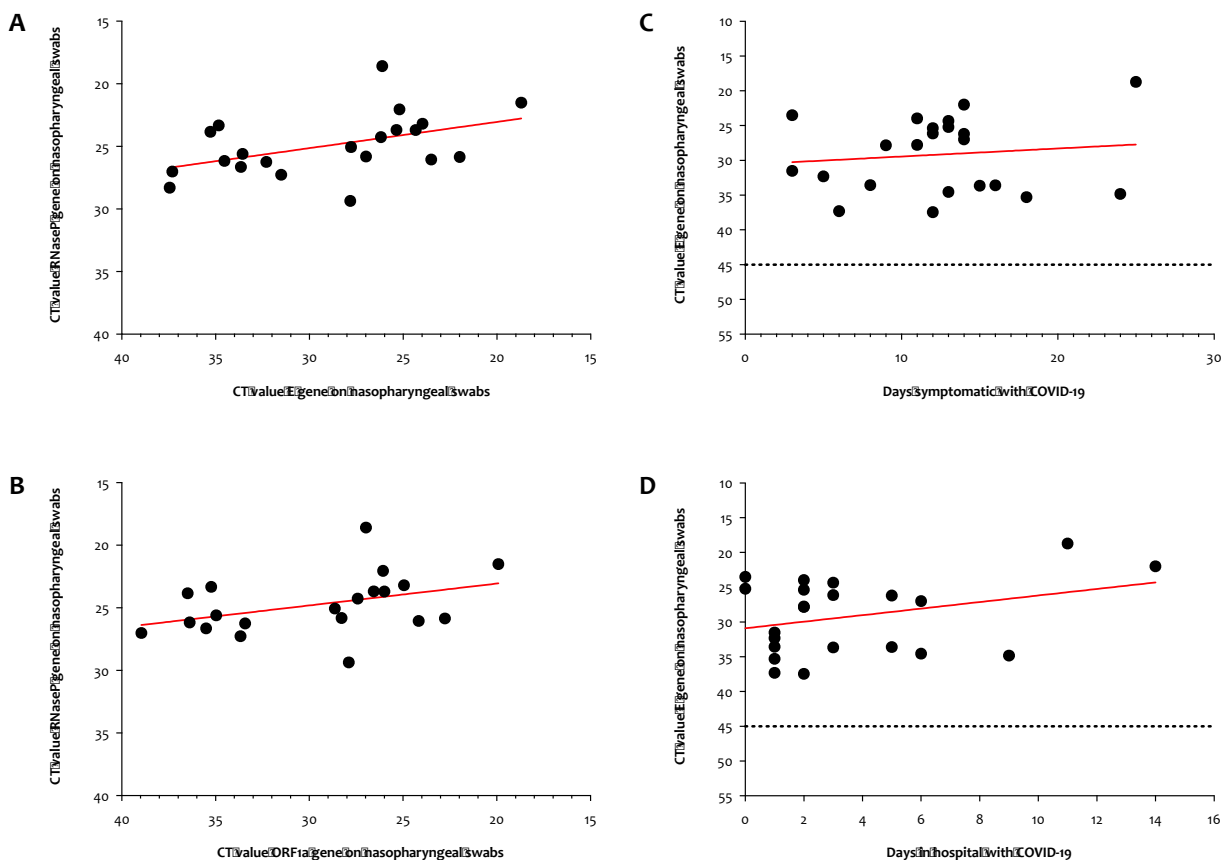 A
CT value RNaseP gene on nasopharyngeal swabs
15
20
25
30
35
40
40 35 30 25 20 15
CT value E gene on nasopharyngeal swabs
C
CT value E gene on nasopharyngeal swabs
10
15
20
25
30
35
40
45
50
55
0 10 20 30
Days symptomatic with COVID-19
B
CT value RNaseP gene on nasopharyngeal swabs
15
20
25
30
35
40
40 35 30 25 20 15
CT value ORF1a gene on nasopharyngeal swabs
D
CT value E gene on nasopharyngeal swabs
10
15
20
25
30
35
40
45
50
55
0 2 4 6 8 10 12 14 16
Days in hospital with COVID-19